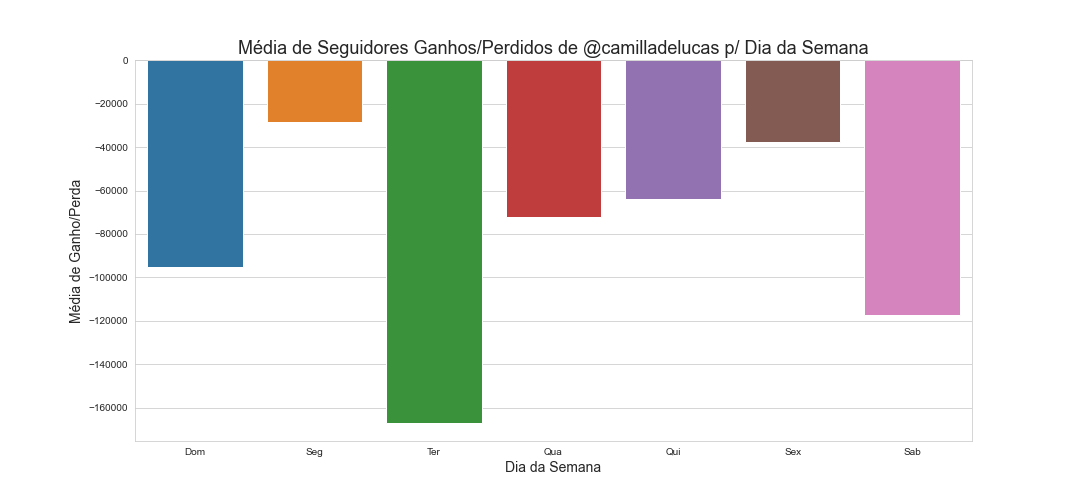 Média de Seguidores Ganhos/Perdidos de @camilladelucas p/ Dia da Semana
Média de Ganho/Perda
0
−20000
−40000
−60000
−80000
−100000
−120000
−140000
−160000
Dom Seg Ter Qua Qui Sex Sab
Dia da Semana